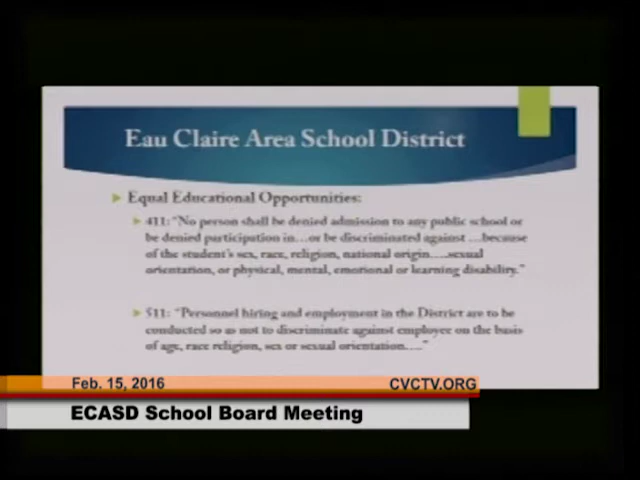 Eau Claire Area School District
Equal Educational Opportunities:
411: "No person shall be denied admission to any public school or
be denied participation in…or be discriminated against …because
of the student's sex, race, religion, national origin….sexual
orientation, or physical, mental, emotional or learning disability."
511: "Personnel hiring and employment in the District are to be
conducted so as not to discriminate against employee on the basis
of age, race religion, sex or sexual orientation…."
Feb. 15, 2016
CVCTV.ORG
ECASD School Board Meeting